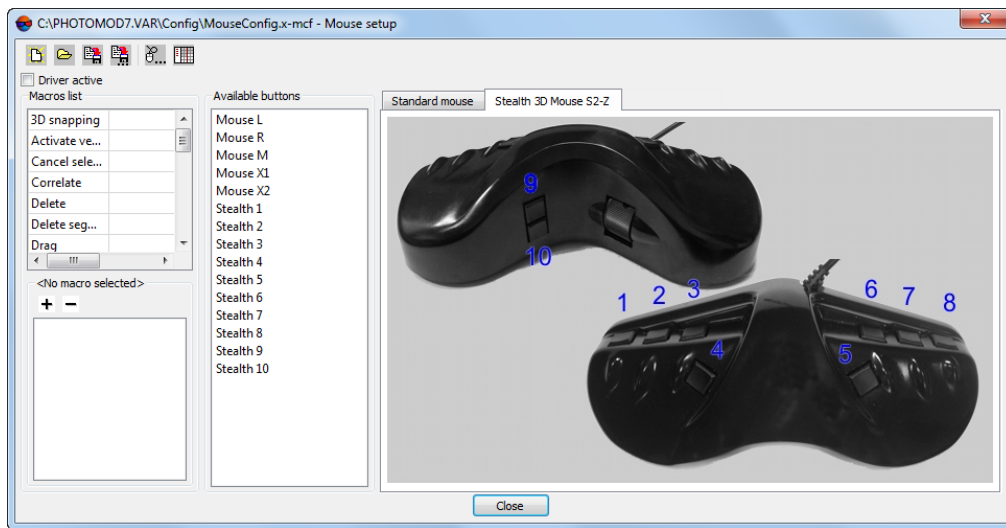 C:\PHOTOMOD7.VAR\Config\MouseConfig.x-mcf - Mouse setup
Driver active
Macros list
3D snapping
Activate ve...
Cancel sele...
Correlate
Delete
Delete seg...
Drag
<No macro selected>
Available buttons
Mouse L
Mouse R
Mouse M
Mouse X1
Mouse X2
Stealth 1
Stealth 2
Stealth 3
Stealth 4
Stealth 5
Stealth 6
Stealth 7
Stealth 8
Stealth 9
Stealth 10
Standard mouse
Stealth 3D Mouse S2-Z
9
10
1 2 3
6 7 8
4
5
Close